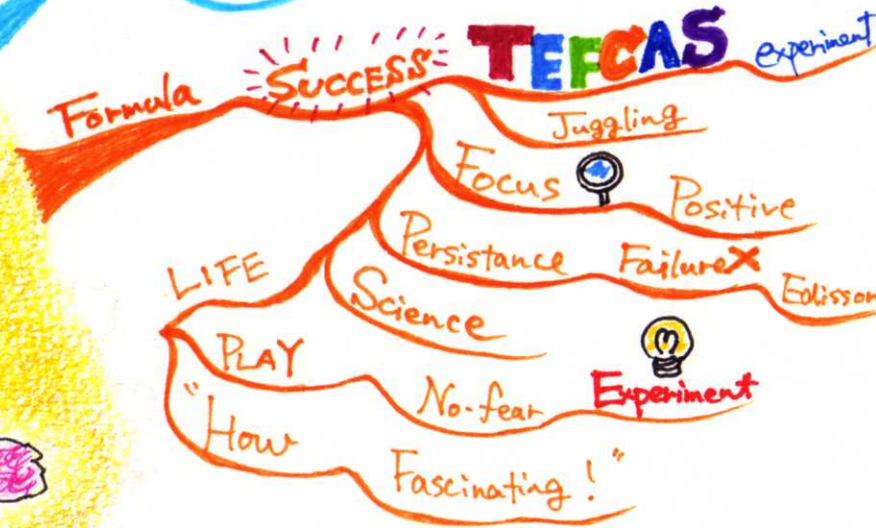 Formula
SUCCESS
TEFCAS
experiment
Juggling
Focus
Positive
Persistance
Failure X
Edisson
Science
LIFE
PLAY
No-fear
Experiment
"How
Fascinating!"